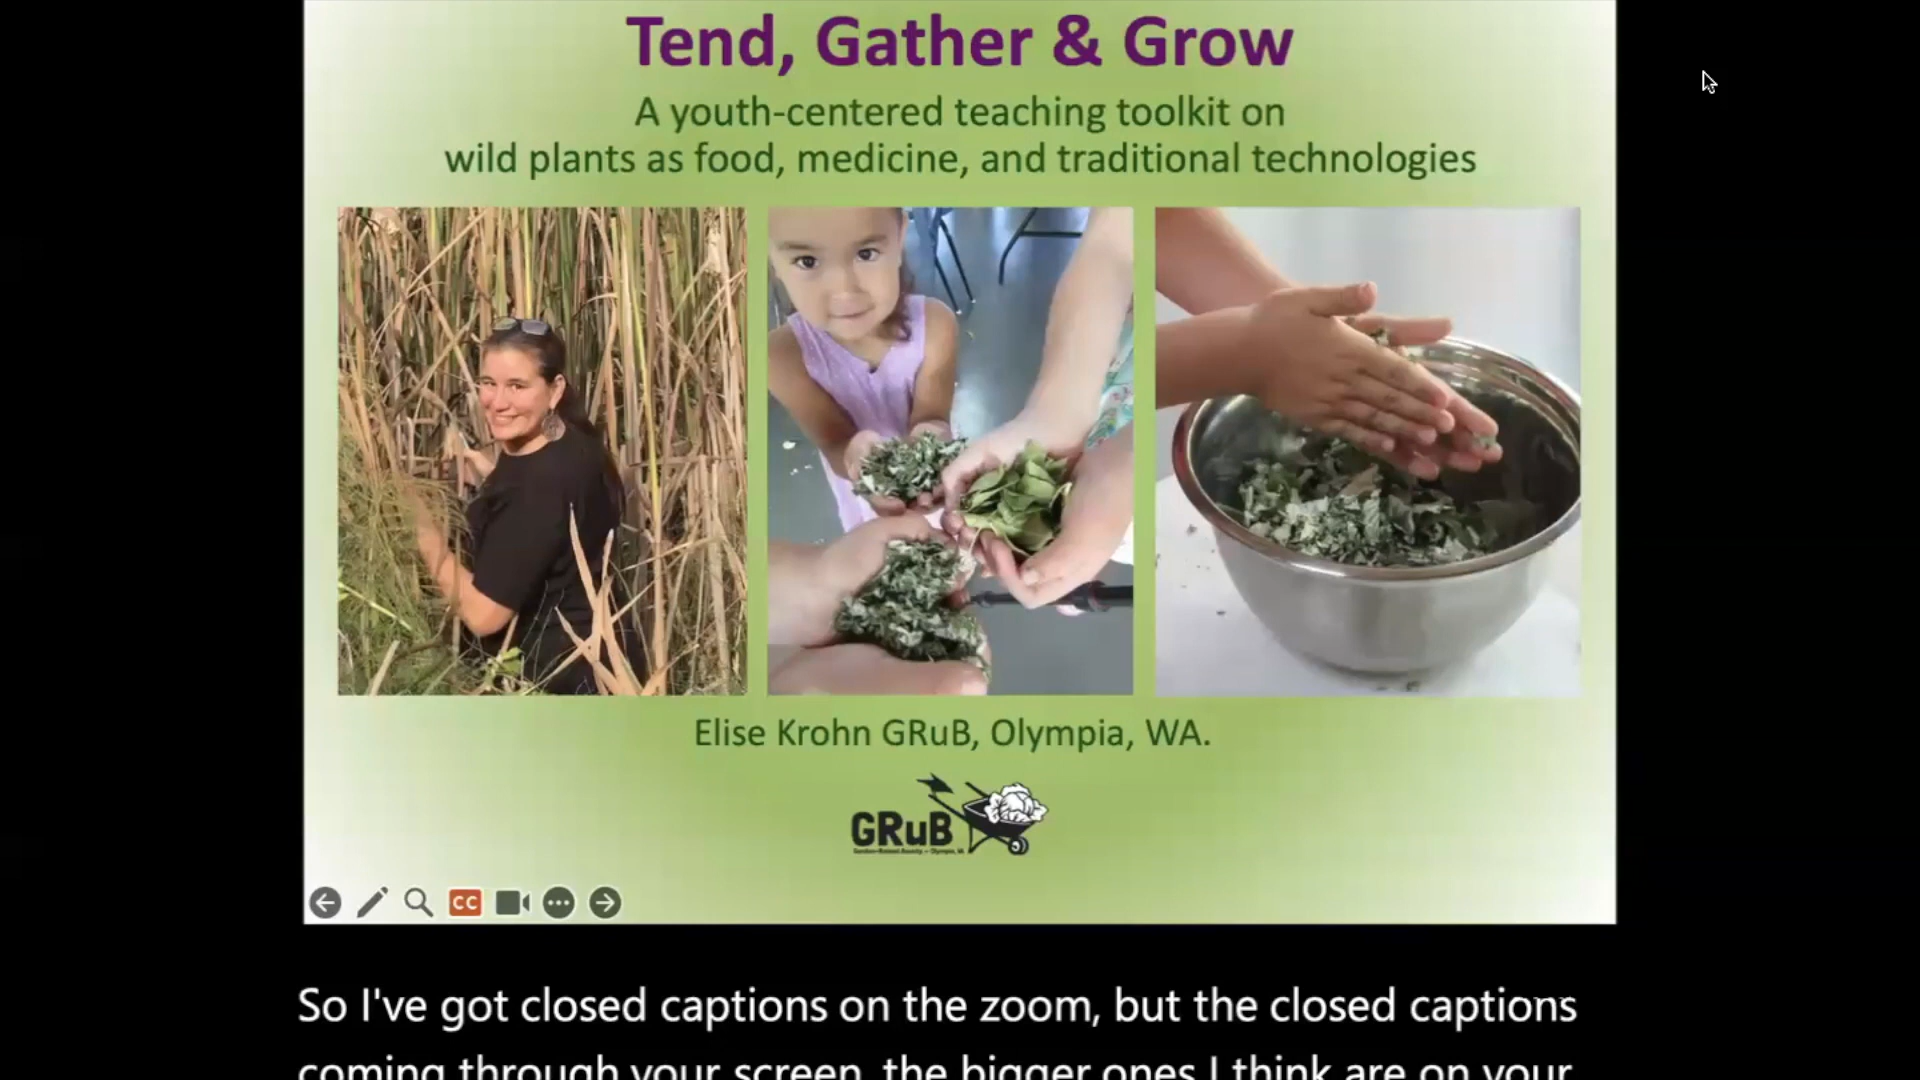 Tend, Gather & Grow
A youth-centered teaching toolkit on
wild plants as food, medicine, and traditional technologies
Elise Krohn GRuB, Olympia, WA.
GRuB
CC
So I've got closed captions on the zoom, but the closed captions
coming through your screen, the bigger ones I think are on your